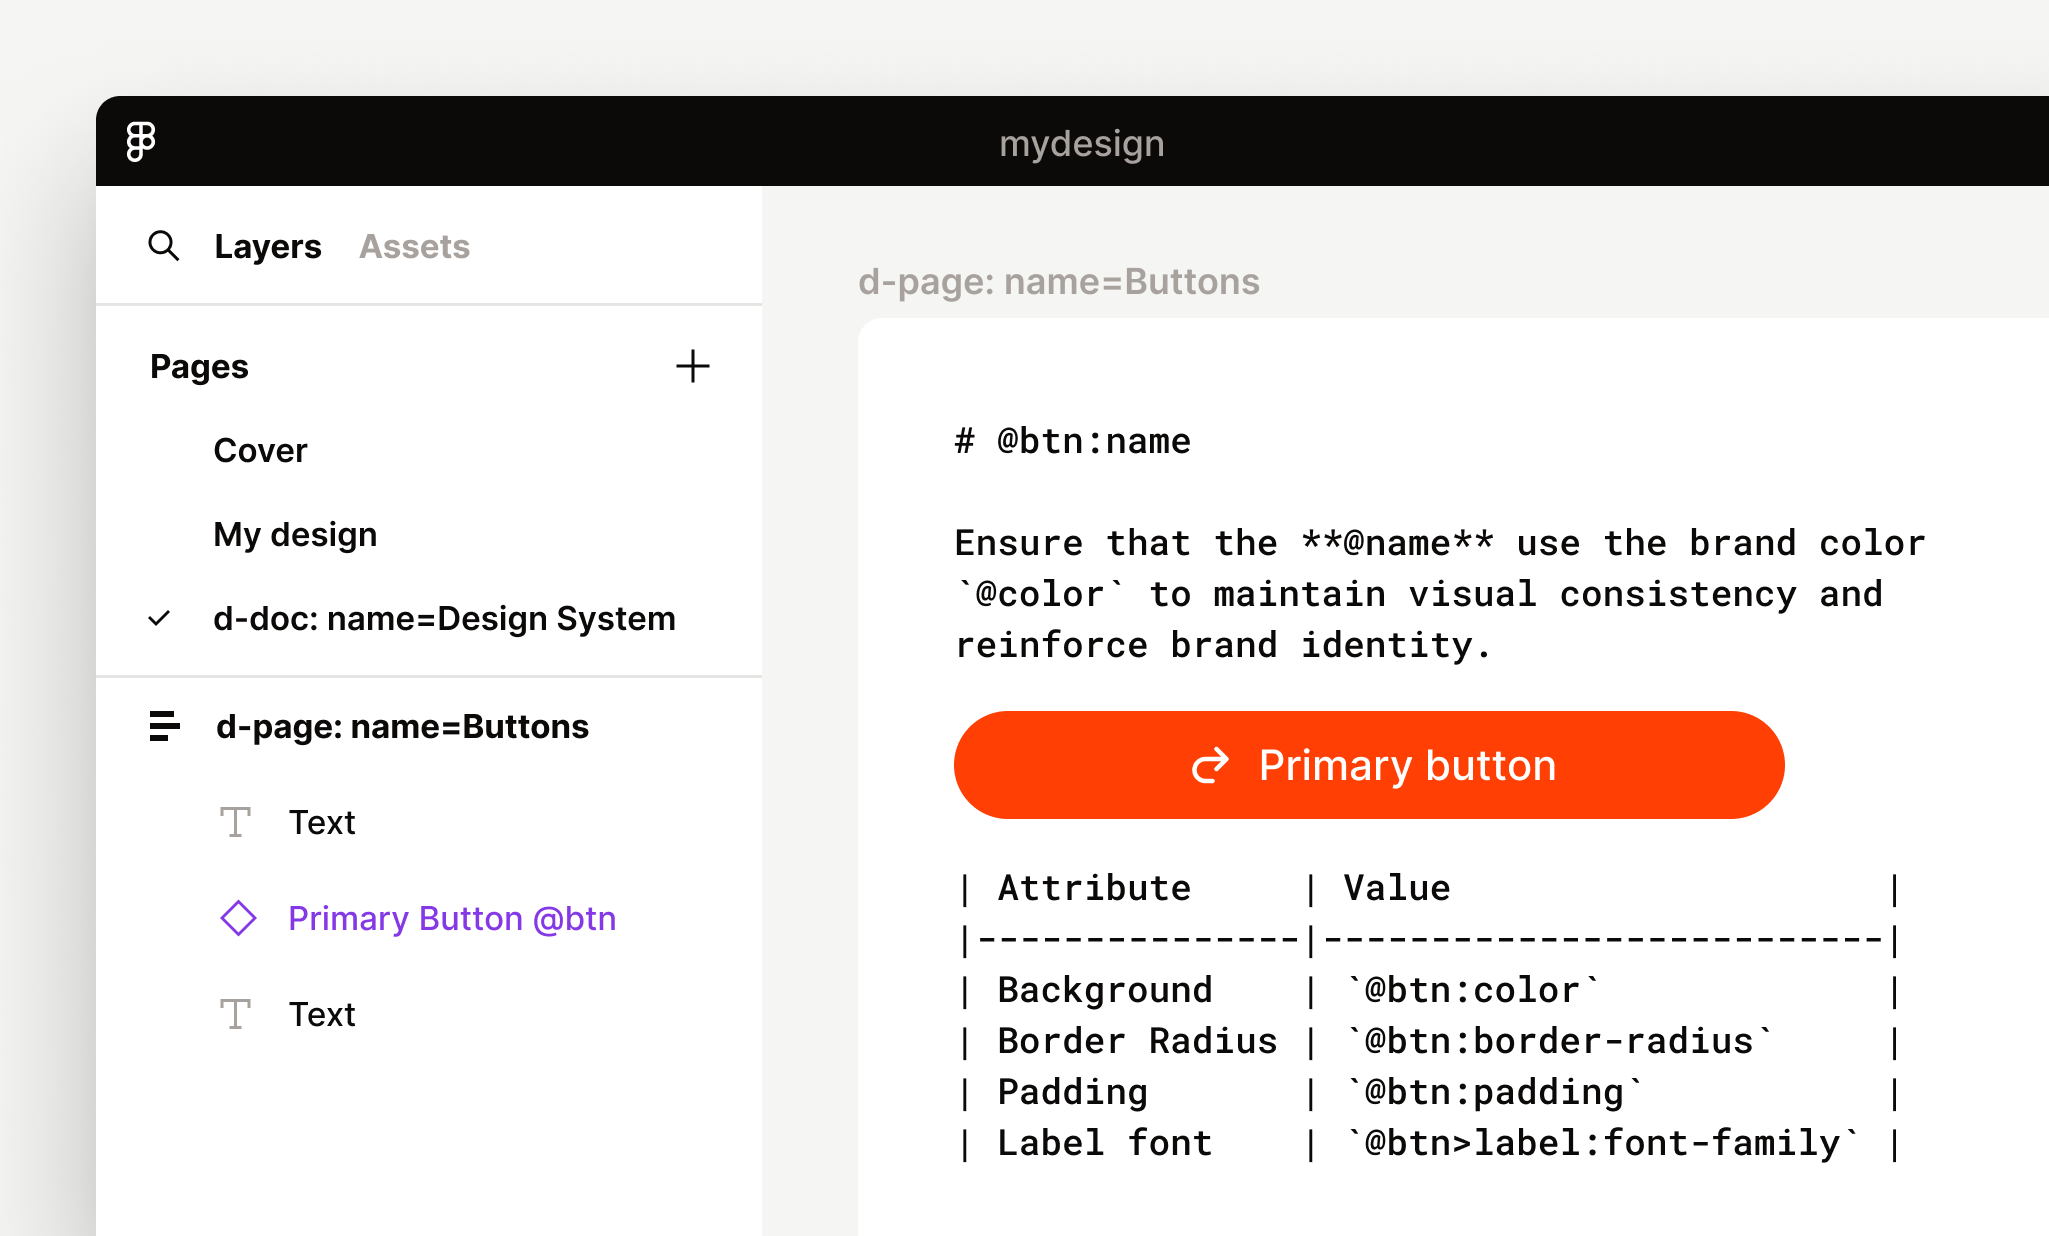 mydesign
Layers Assets
Pages
Cover
My design
d-doc: name=Design System
d-page: name=Buttons
Text
Primary Button @btn
Text
d-page: name=Buttons
# @btn:name
Ensure that the **@name** use the brand color
`@color` to maintain visual consistency and
reinforce brand identity.
Primary button
| Attribute     | Value                    |
|---------------|--------------------------|
| Background    | `@btn:color`             |
| Border Radius | `@btn:border-radius`     |
| Padding       | `@btn:padding`           |
| Label font    | `@btn>label:font-family` |